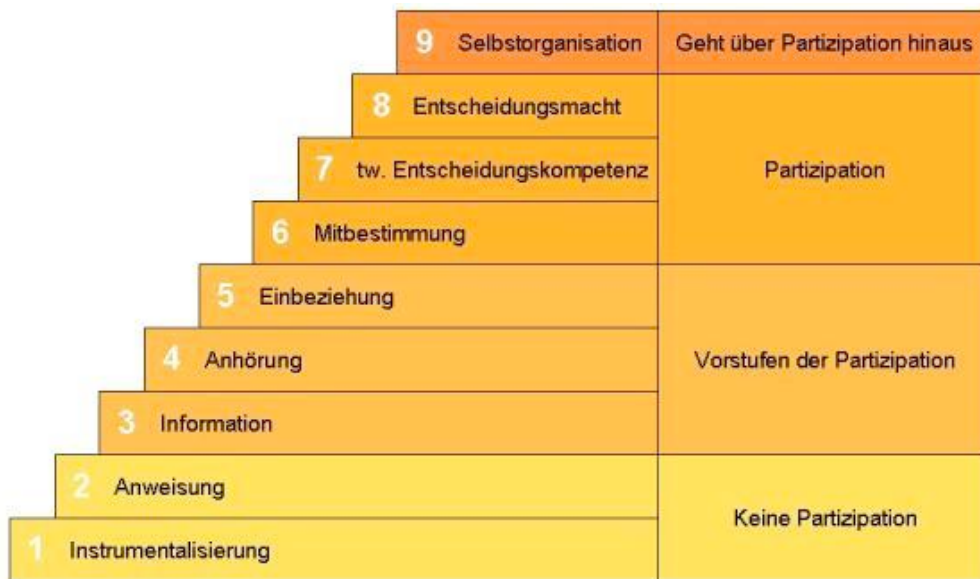 9 Selbstorganisation Geht über Partizipation hinaus
8 Entscheidungsmacht
7 tw. Entscheidungskompetenz Partizipation
6 Mitbestimmung
5 Einbeziehung
4 Anhörung Vorstufen der Partizipation
3 Information
2 Anweisung
Keine Partizipation
1 Instrumentalisierung